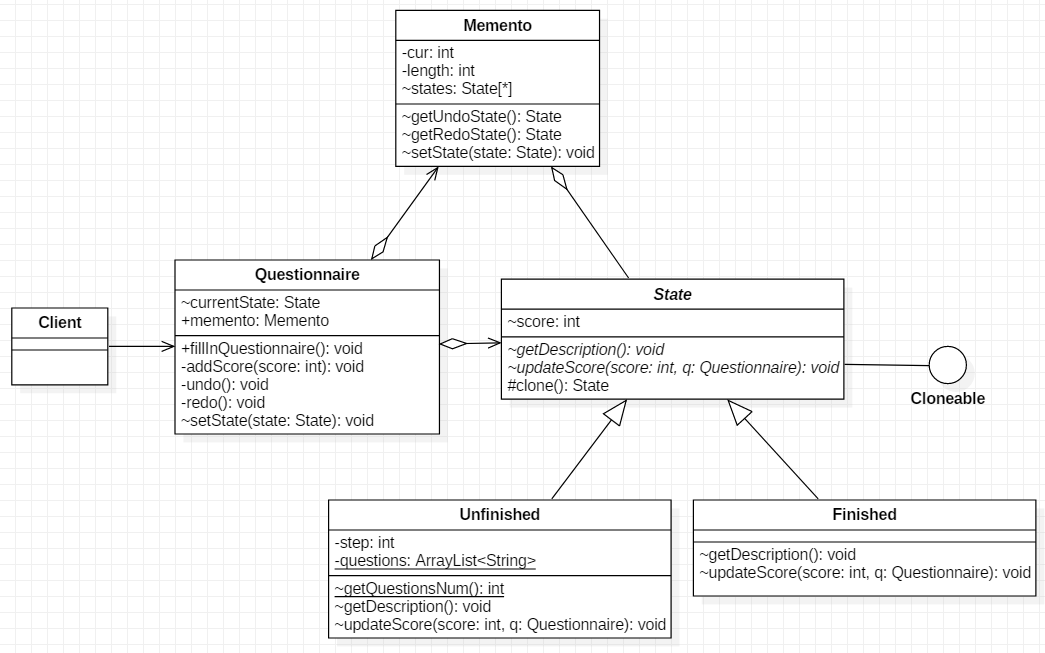 Memento
-cur: int
-length: int
~states: State[*]
~getUndoState(): State
~getRedoState(): State
~setState(state: State): void
Questionnaire
~currentState: State
+memento: Memento
+fillInQuestionnaire(): void
-addScore(score: int): void
-undo(): void
-redo(): void
~setState(state: State): void
Client
State
~score: int
~getDescription(): void
~updateScore(score: int, q: Questionnaire): void
#clone(): State
Cloneable
Unfinished
-step: int
-questions: ArrayList<String>
~getQuestionsNum(): int
~getDescription(): void
~updateScore(score: int, q: Questionnaire): void
Finished
~getDescription(): void
~updateScore(score: int, q: Questionnaire): void